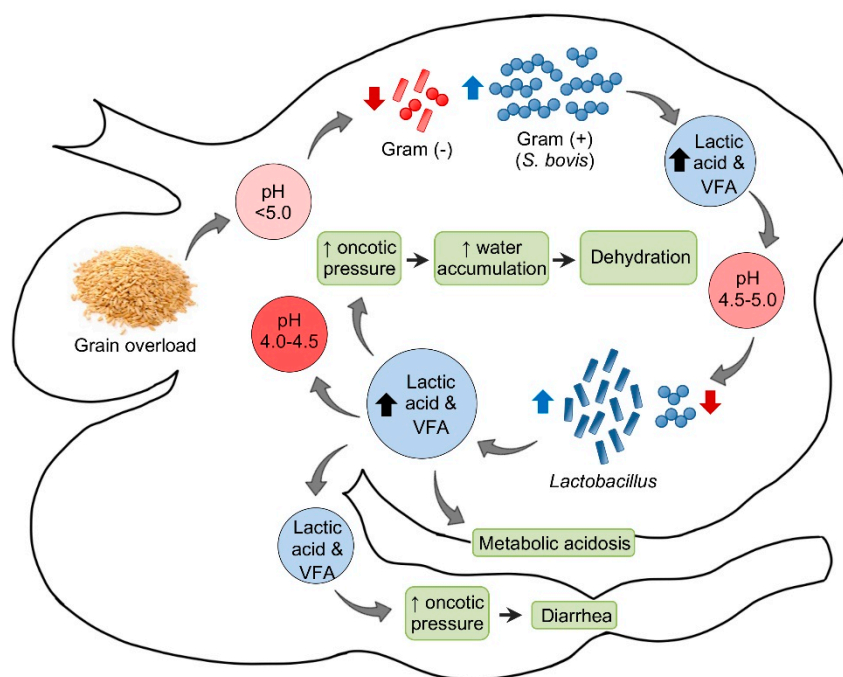 Gram (-)
Gram (+)
(S. bovis)
Lactic
acid &
VFA
pH
<5.0
Grain overload
↑ oncotic
pressure
↑ water
accumulation
Dehydration
pH
4.5-5.0
pH
4.0-4.5
Lactic
acid &
VFA
Lactobacillus
Lactic
acid &
VFA
Metabolic acidosis
↑ oncotic
pressure
Diarrhea